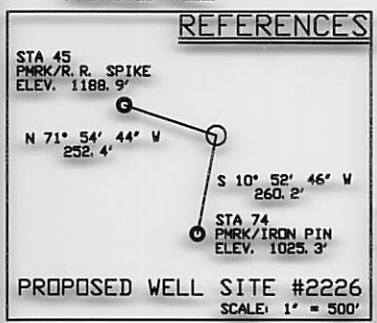 REFERENCES
STA 45
PMRK/R.R. SPIKE
ELEV. 1188.9'
N 71° 54' 44" W
252.4'
S 10° 52' 46" W
260.2'
STA 74
PMRK/IRON PIN
ELEV. 1025.3'
PROPOSED WELL SITE #2226
SCALE: 1" = 500'